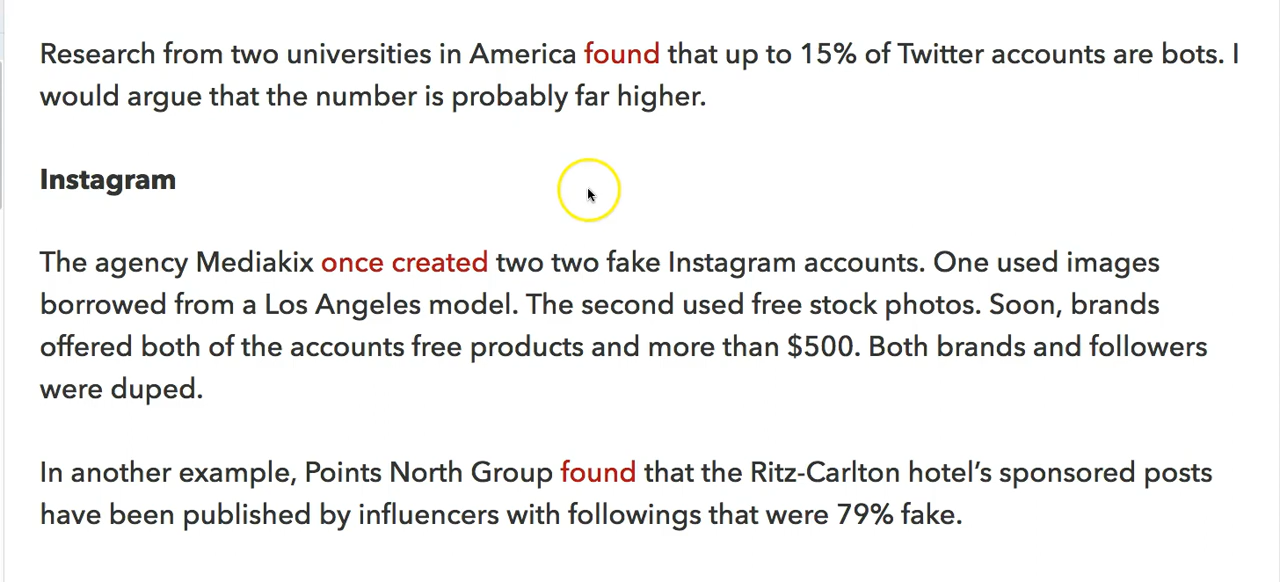 Research from two universities in America found that up to 15% of Twitter accounts are bots. I
would argue that the number is probably far higher.
Instagram
The agency Mediakix once created two two fake Instagram accounts. One used images
borrowed from a Los Angeles model. The second used free stock photos. Soon, brands
offered both of the accounts free products and more than $500. Both brands and followers
were duped.
In another example, Points North Group found that the Ritz-Carlton hotel’s sponsored posts
have been published by influencers with followings that were 79% fake.